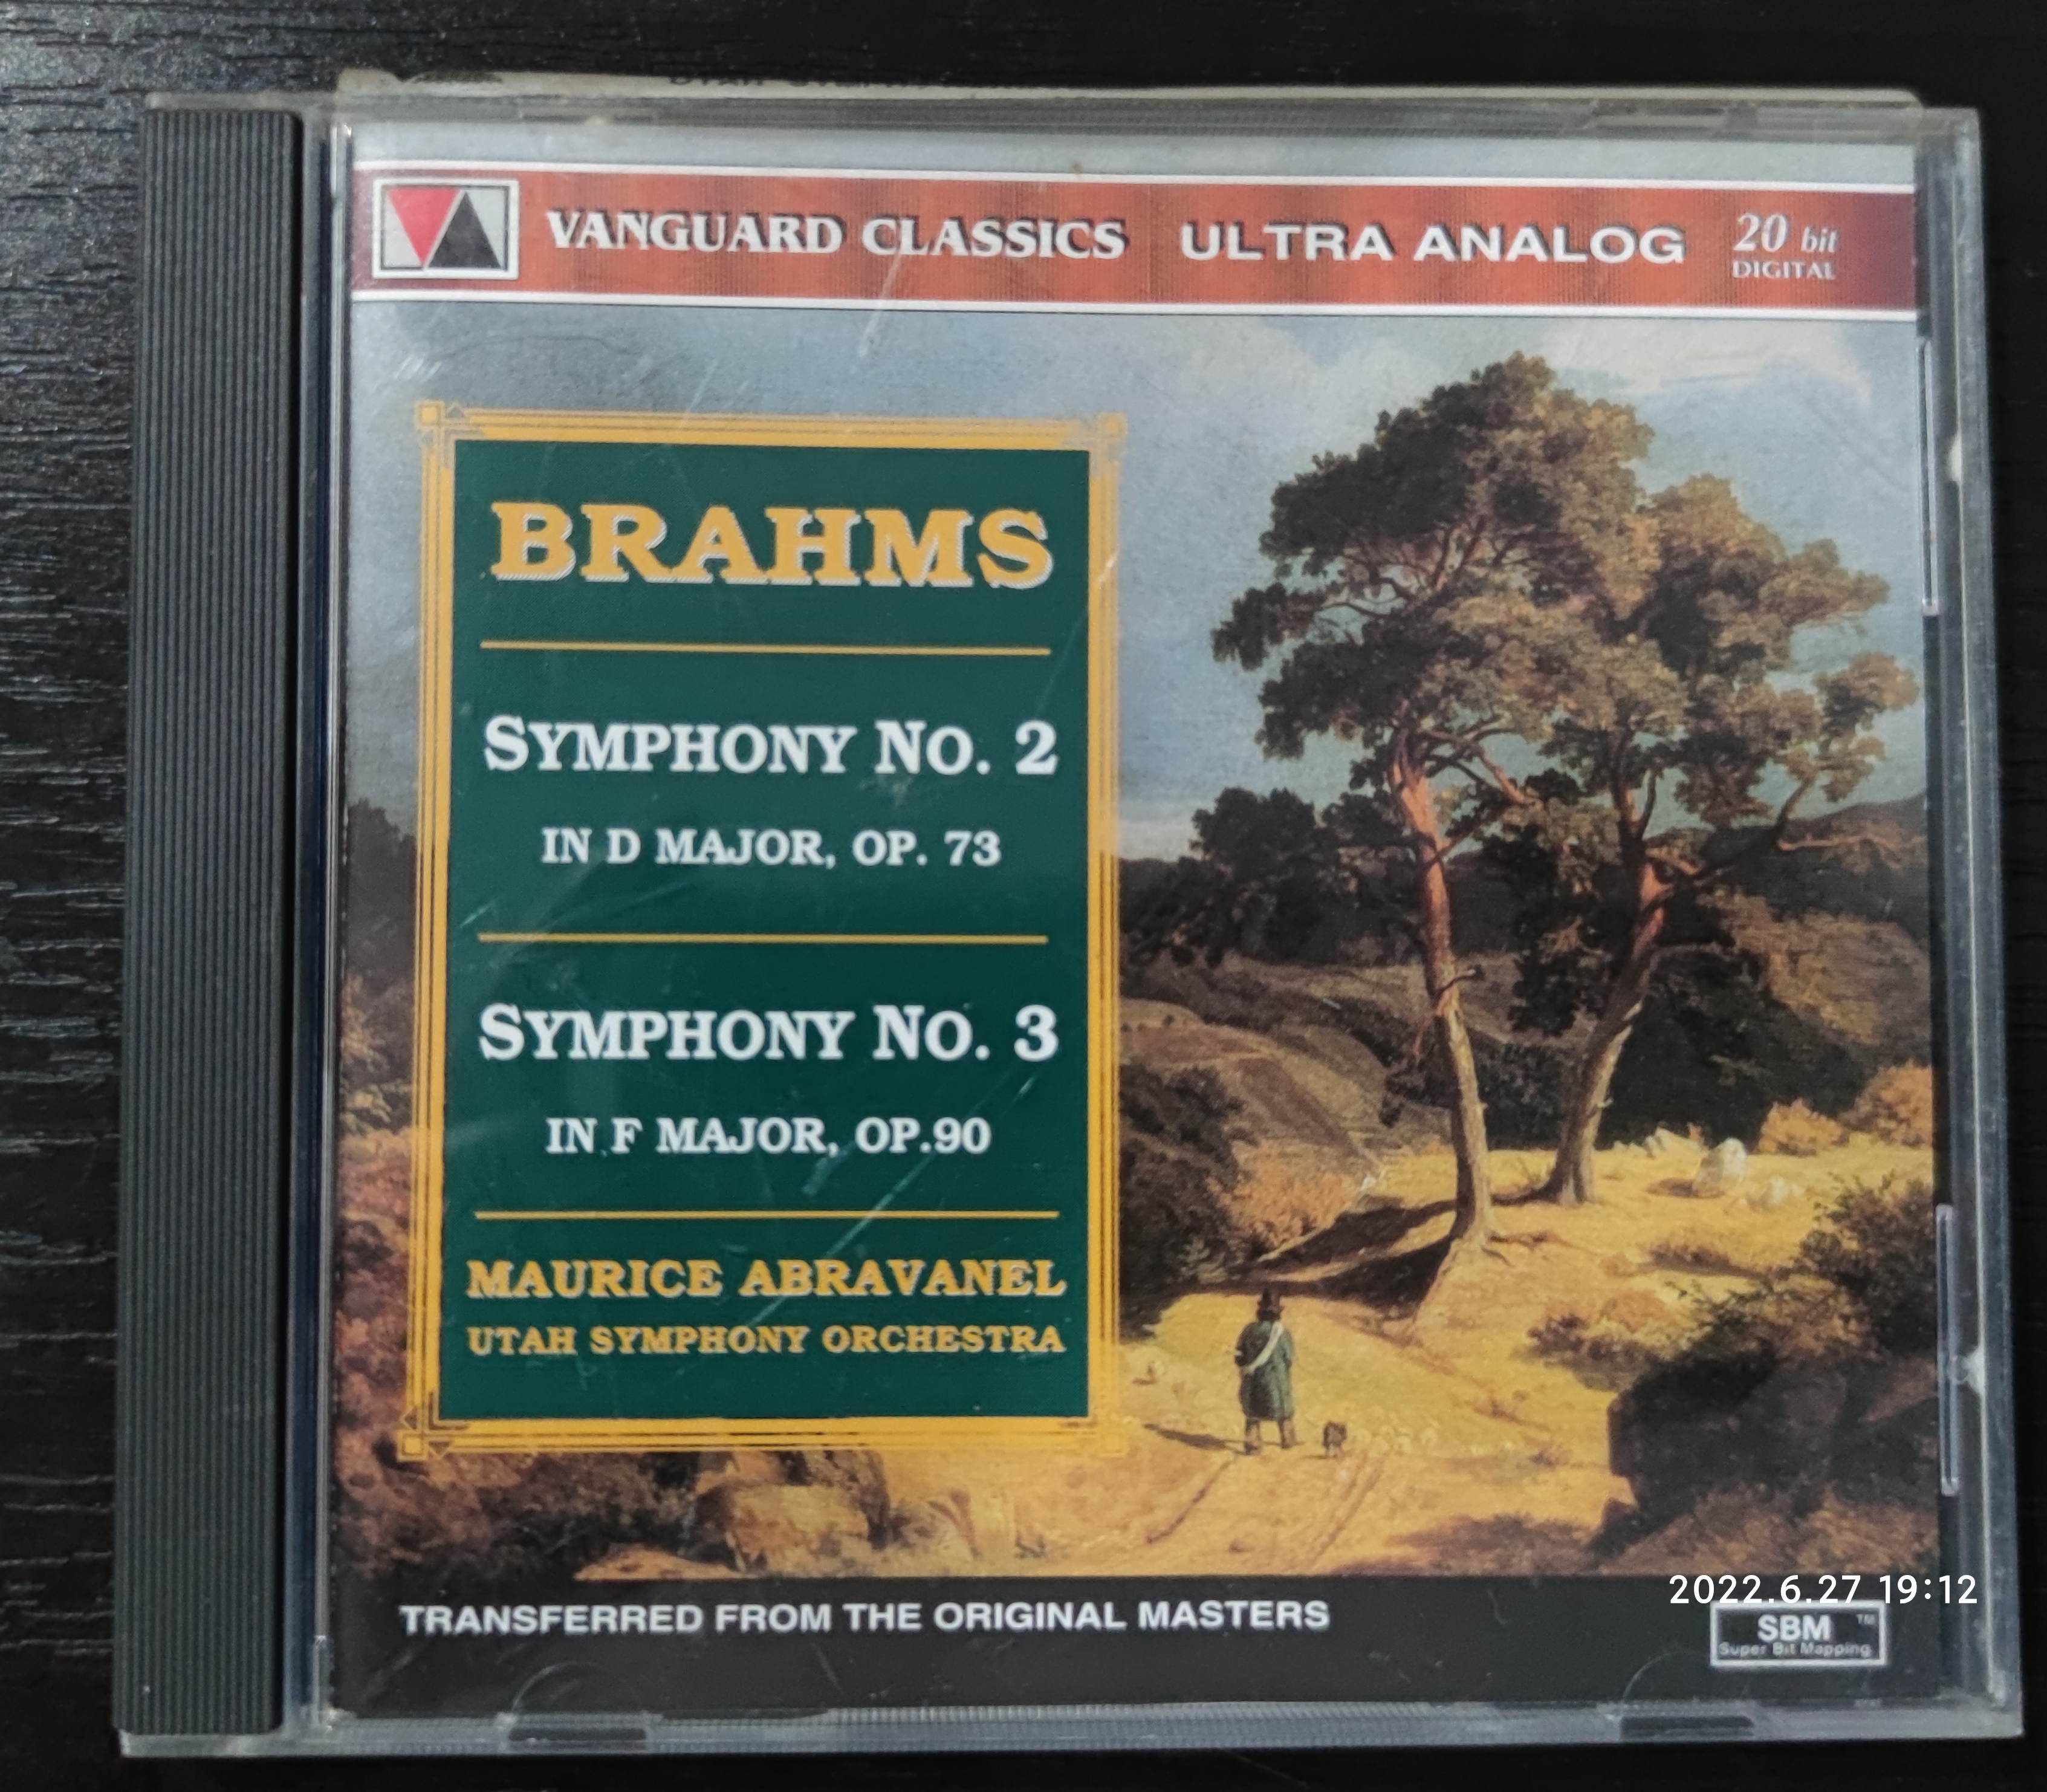 VANGUARD CLASSICS ULTRA ANALOG 20 bit
DIGITAL
BRAHMS
SYMPHONY NO. 2
IN D MAJOR, OP. 73
SYMPHONY NO. 3
IN F MAJOR, OP.90
MAURICE ABRAVANEL
UTAH SYMPHONY ORCHESTRA
2022.6.27 19:12
TRANSFERRED FROM THE ORIGINAL MASTERS
SBM TM
Super Bit Mapping